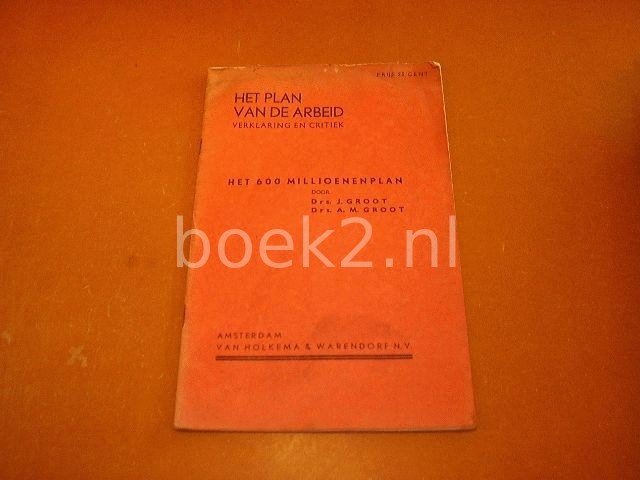 PRIJS 55 CENT
HET PLAN
VAN DE ARBEID
VERKLARING EN CRITIEK
HET 600 MILLIOENENPLAN
DOOR
Drs. J. GROOT
Drs. A. M. GROOT
boek2.nl
AMSTERDAM
VAN HOLKEMA & WARENDORF N.V.